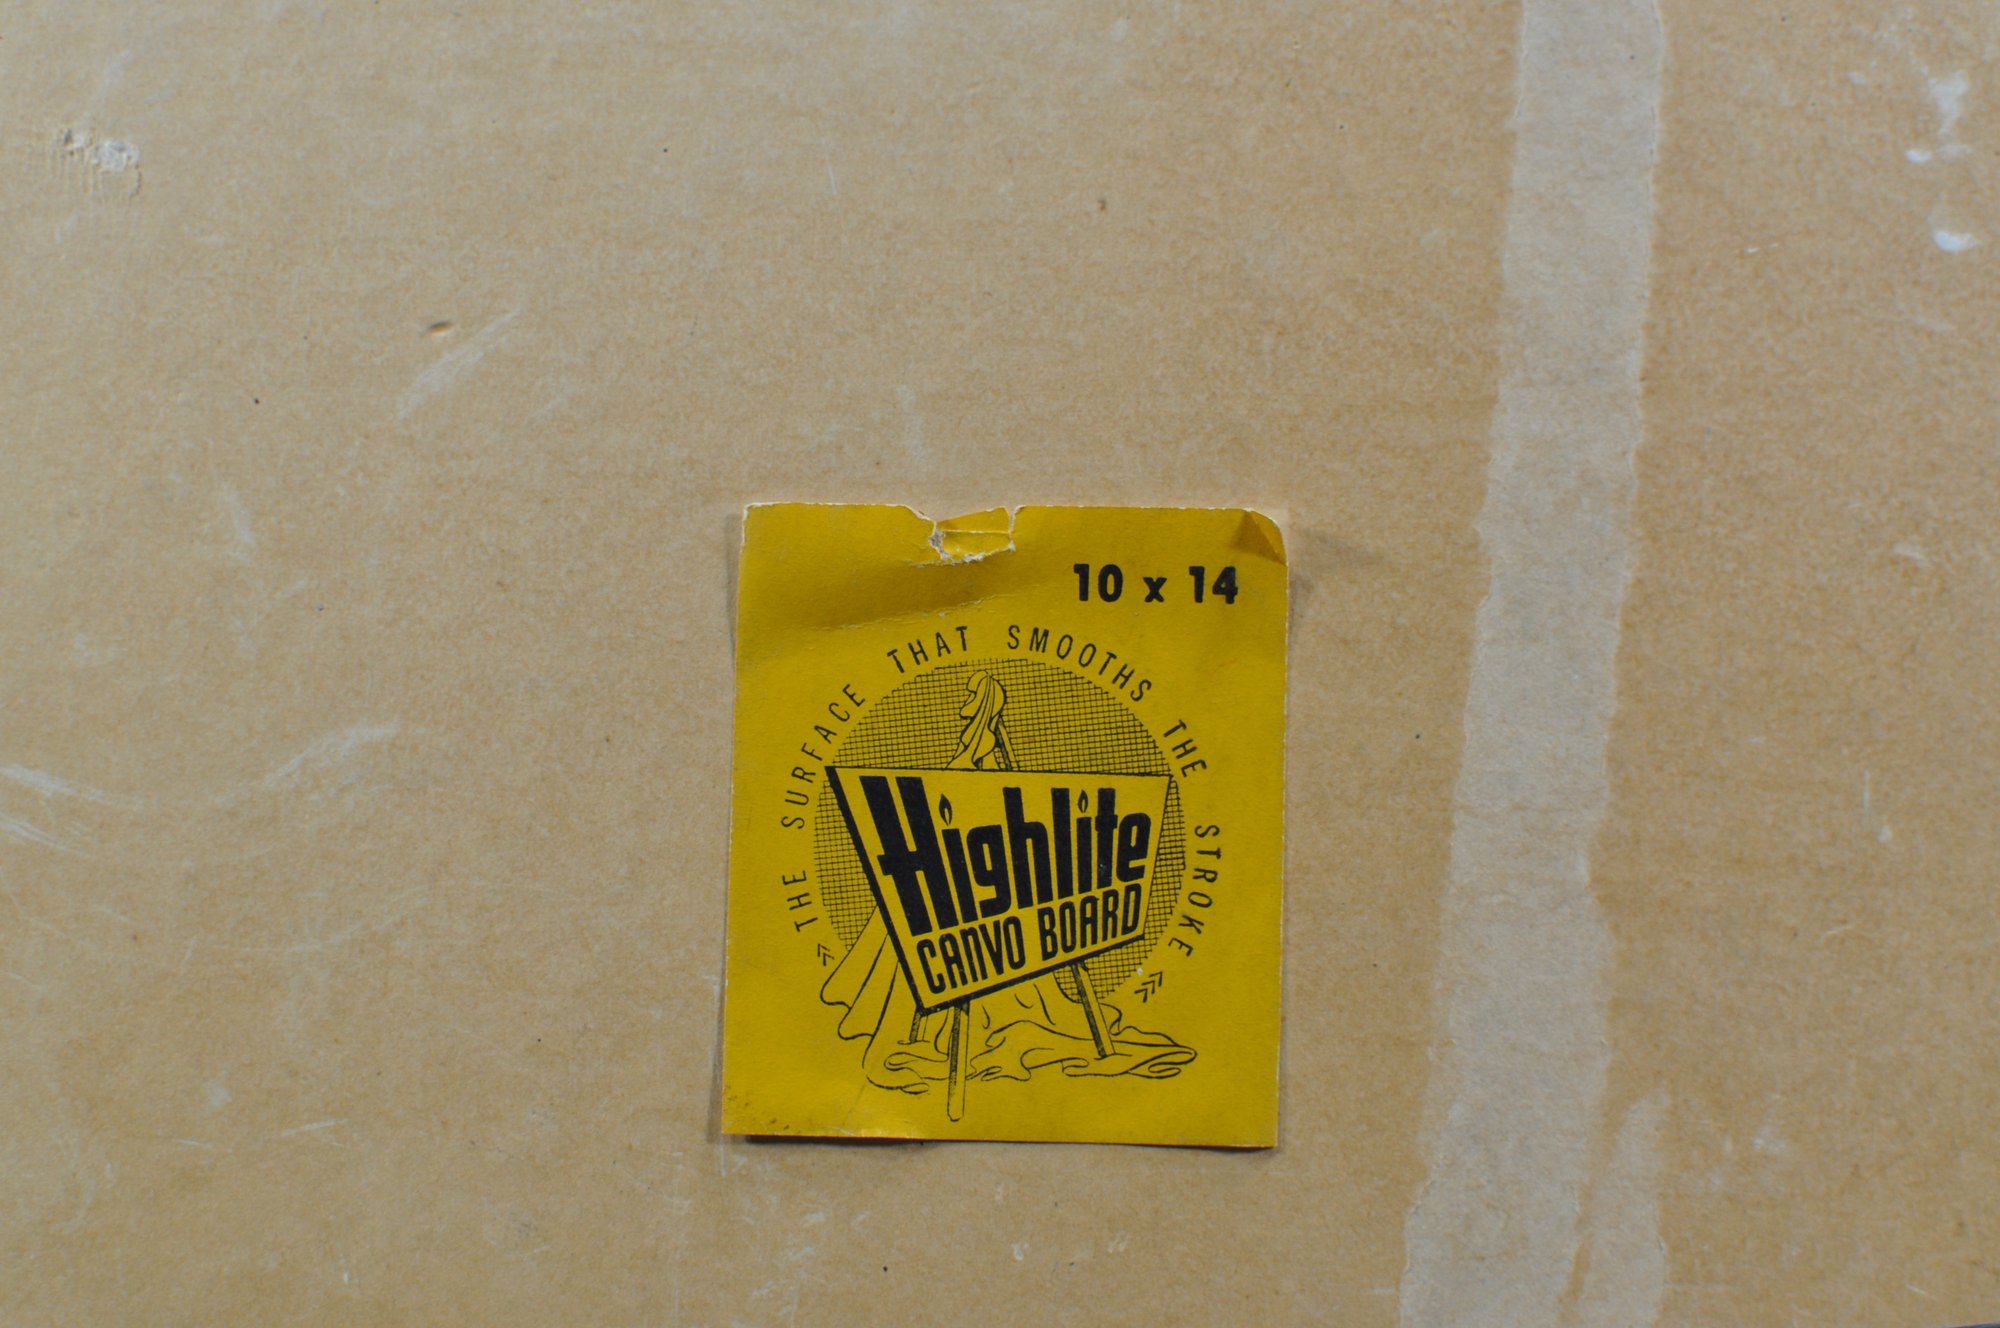 10 x 14
THE SURFACE THAT SMOOTHS THE STROKE
Highlite
CANVO BOARD